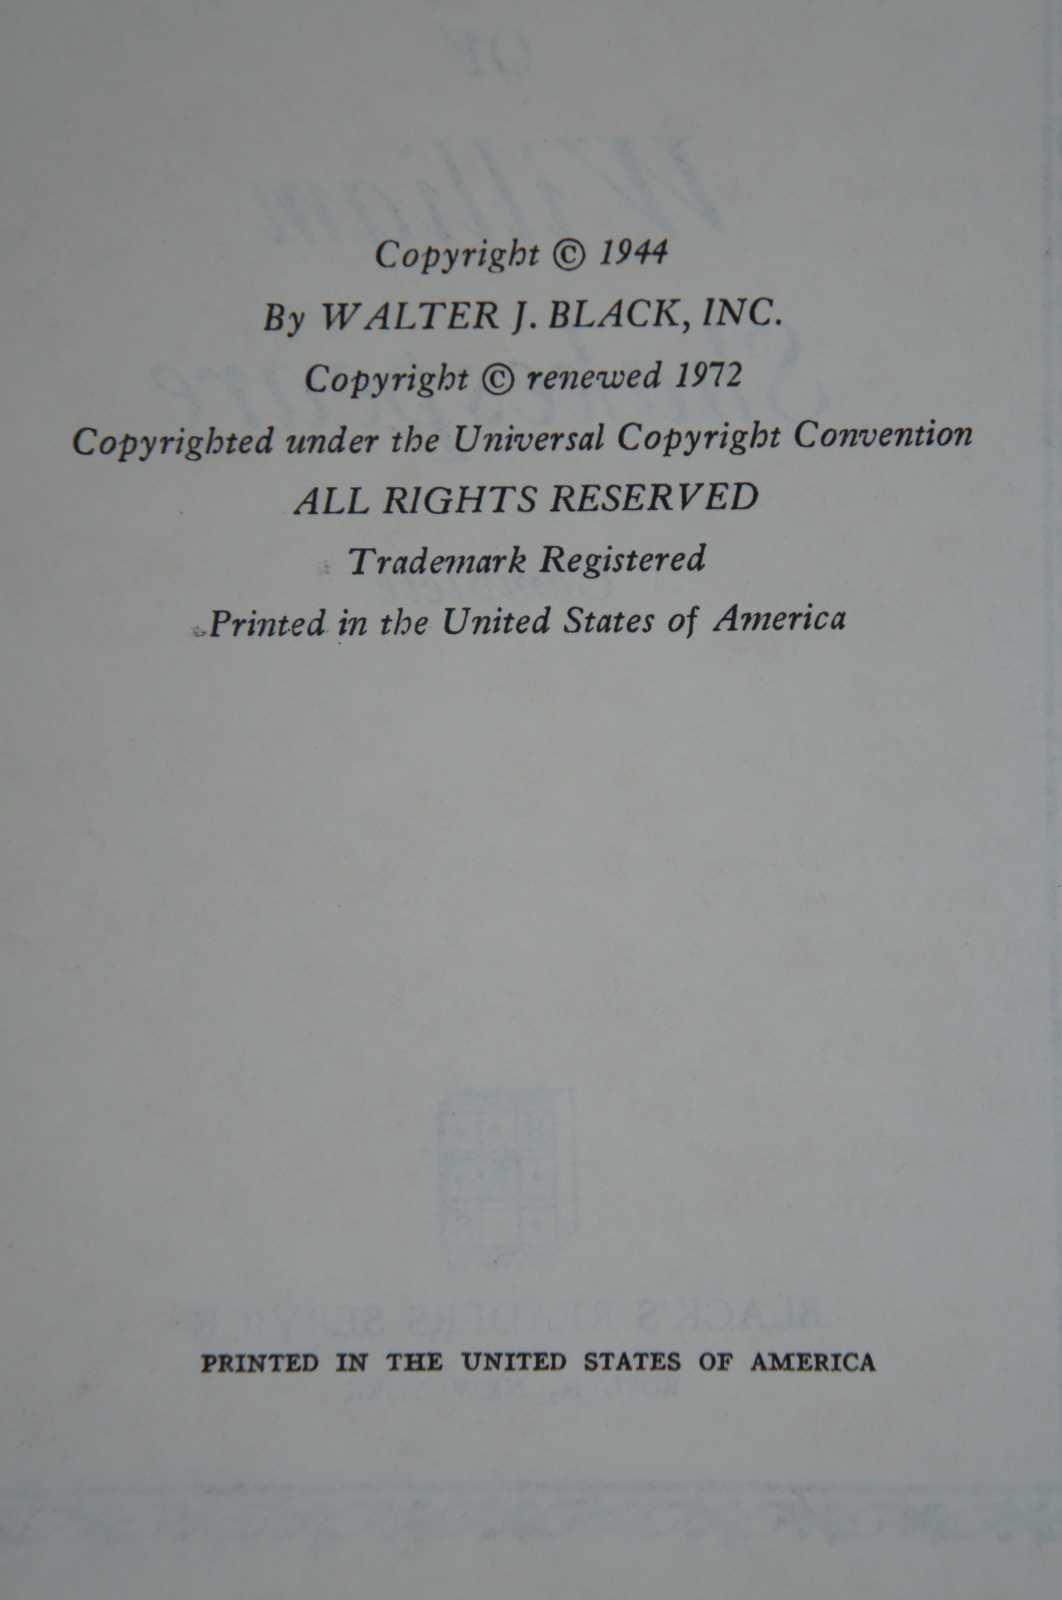 Copyright © 1944
By WALTER J. BLACK, INC.
Copyright © renewed 1972
Copyrighted under the Universal Copyright Convention
ALL RIGHTS RESERVED
Trademark Registered
Printed in the United States of America
PRINTED IN THE UNITED STATES OF AMERICA